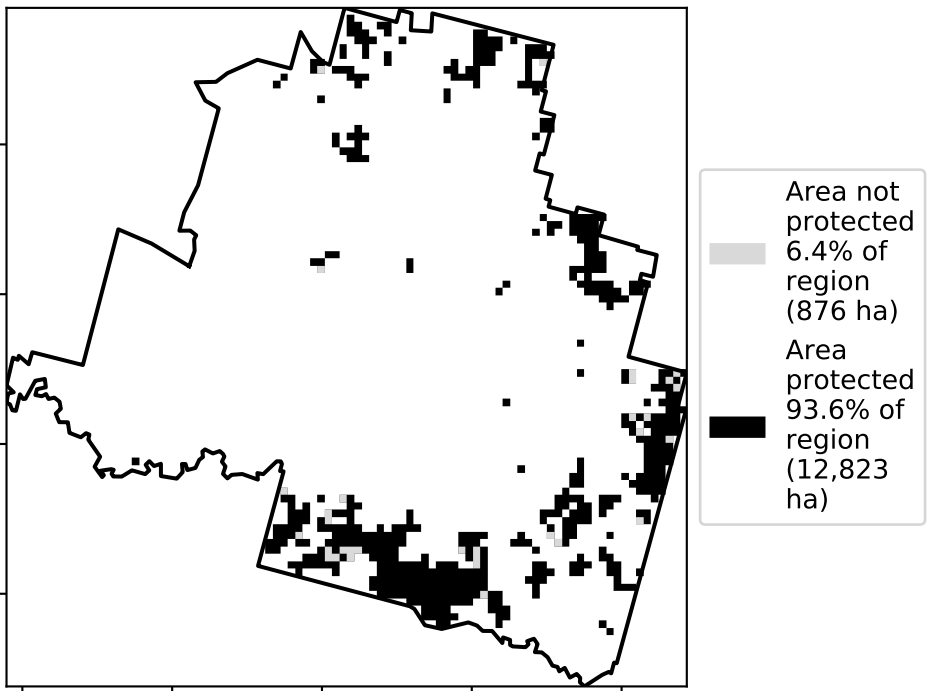 Area not
protected
6.4% of
region
(876 ha)
Area
protected
93.6% of
region
(12,823
ha)